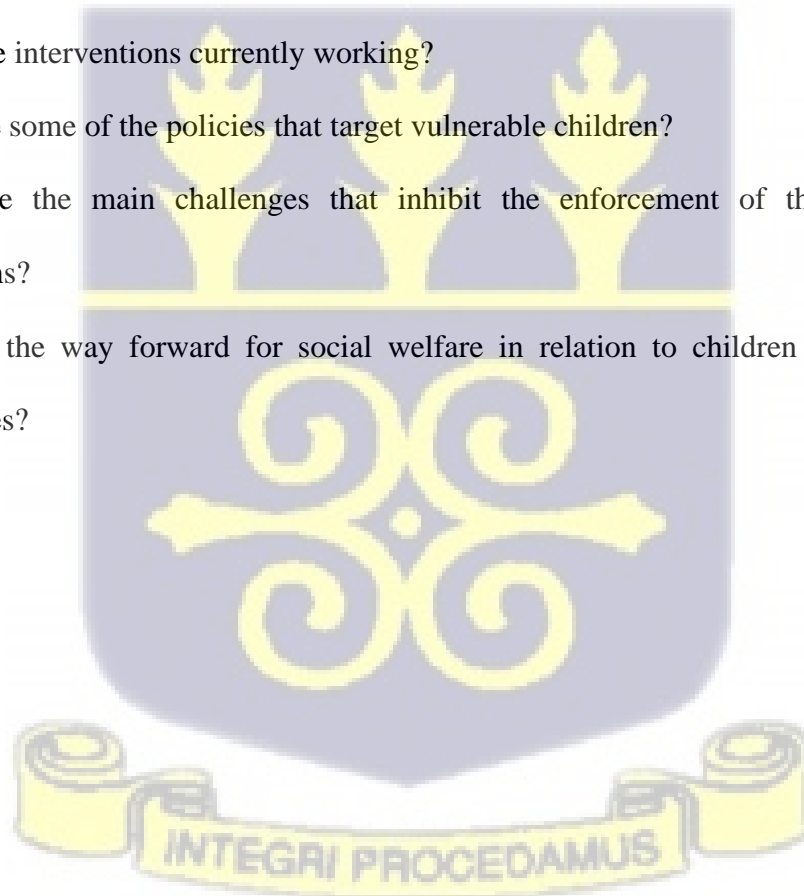 e interventions currently working?
e some of the policies that target vulnerable children?
e the main challenges that inhibit the enforcement of th
ns?
the way forward for social welfare in relation to children
es?
INTEGRI PROCEDAMUS